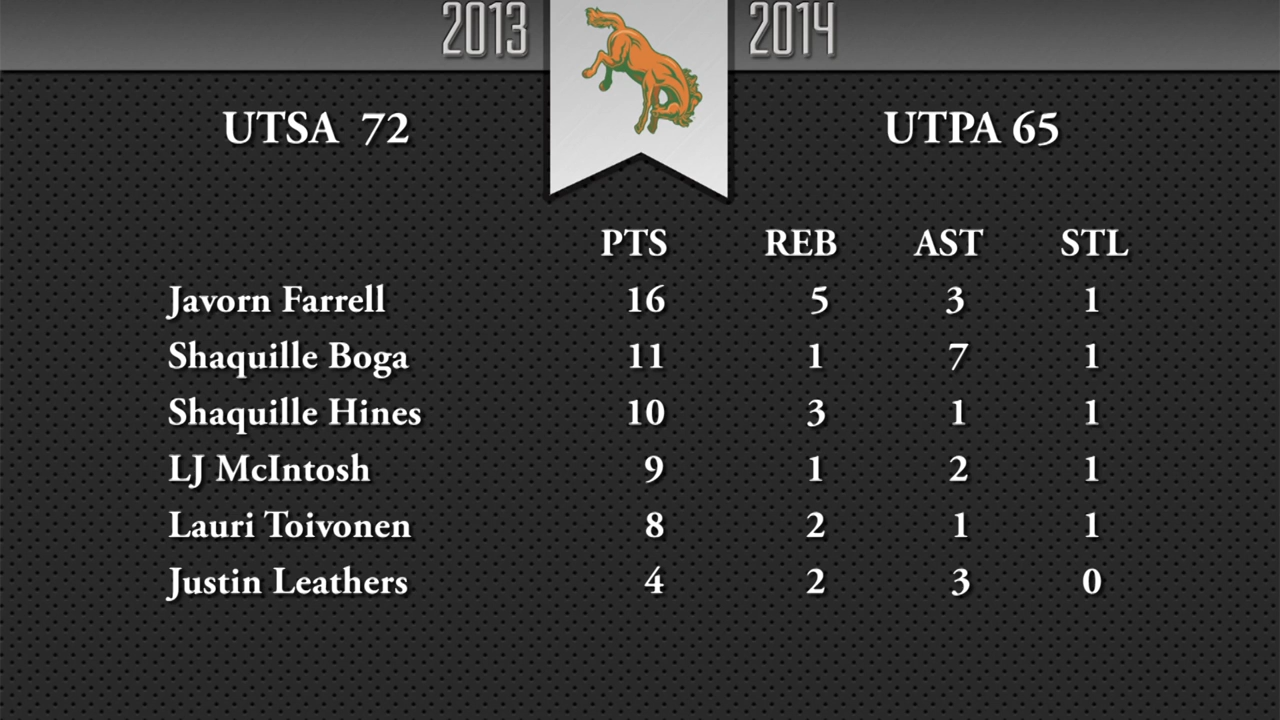 2013 2014
UTSA 72 UTPA 65
PTS REB AST STL
Javorn Farrell 16 5 3 1
Shaquille Boga 11 1 7 1
Shaquille Hines 10 3 1 1
LJ McIntosh 9 1 2 1
Lauri Toivonen 8 2 1 1
Justin Leathers 4 2 3 0